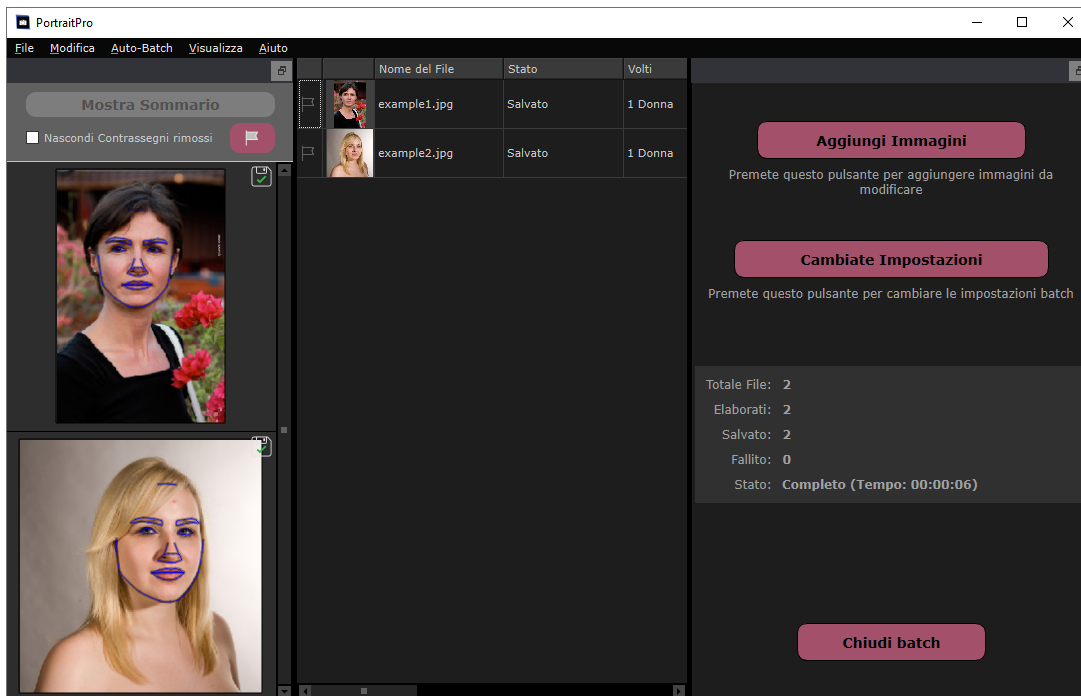 PortraitPro
File Modifica Auto-Batch Visualizza Aiuto
Mostra Sommario
Nascondi Contrassegni rimossi
Nome del File Stato Volti
example1.jpg Salvato 1 Donna
example2.jpg Salvato 1 Donna
Aggiungi Immagini
Premete questo pulsante per aggiungere immagini da
modificare
Cambiate Impostazioni
Premete questo pulsante per cambiare le impostazioni batch
Totale File: 2
Elaborati: 2
Salvato: 2
Fallito: 0
Stato: Completo (Tempo: 00:00:06)
Chiudi batch